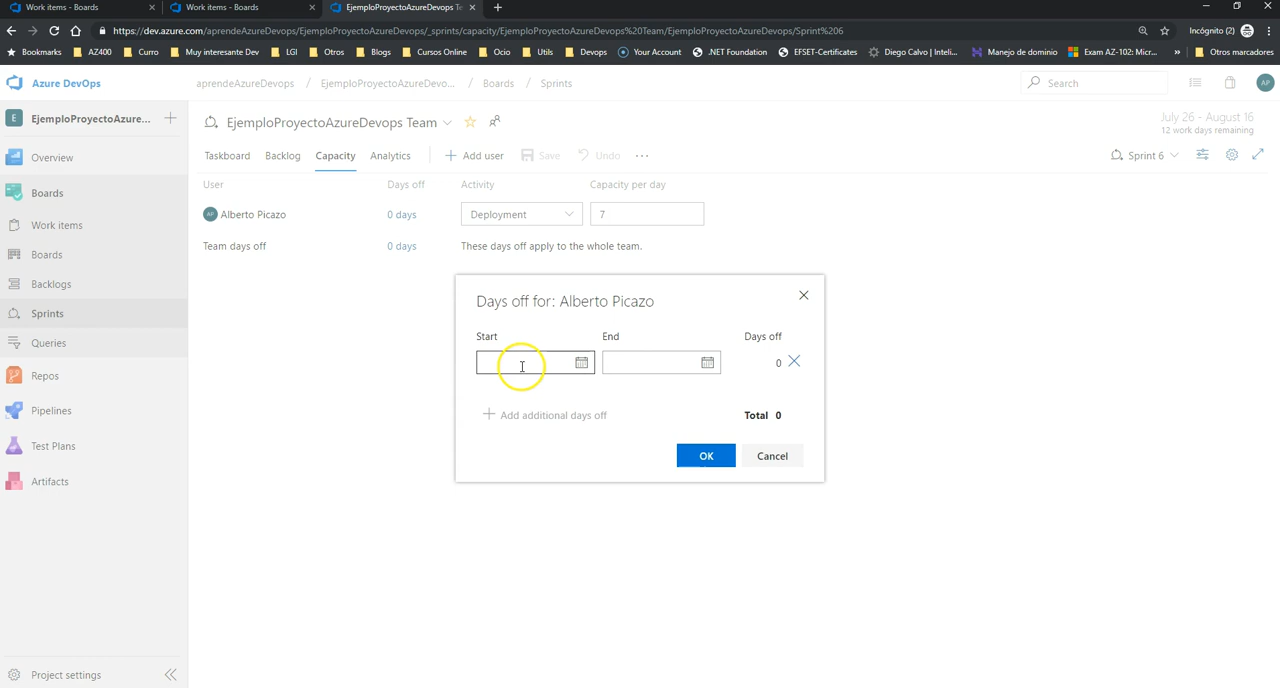 Work items - Boards
Work items - Boards
EjemploProyectoAzureDevops Te
https://dev.azure.com/aprendeAzureDevops/EjemploProyectoAzureDevops/_sprints/capacity/EjemploProyectoAzureDevops%20Team/EjemploProyectoAzureDevops/Sprint%206
Incógnito (2)
Bookmarks AZ400 Curro Muy interesante Dev LGI Otros Blogs Cursos Online Ocio Utils Devops Your Account .NET Foundation EFSET-Certificates Diego Calvo | Inteli... Manejo de dominio Exam AZ-102: Micr... » Otros marcadores
Azure DevOps
aprendeAzureDevops / EjemploProyectoAzureDevo... / Boards / Sprints
Search
AP
E EjemploProyectoAzure...
EjemploProyectoAzureDevops Team
July 26 - August 16
12 work days remaining
Overview
Boards
Work items
Boards
Backlogs
Sprints
Queries
Repos
Pipelines
Test Plans
Artifacts
Project settings
Taskboard Backlog Capacity Analytics Add user Save Undo ... Sprint 6
User Days off Activity Capacity per day
AP Alberto Picazo 0 days Deployment 7
Team days off 0 days These days off apply to the whole team.
Days off for: Alberto Picazo
Start End Days off
0
Add additional days off Total 0
OK Cancel